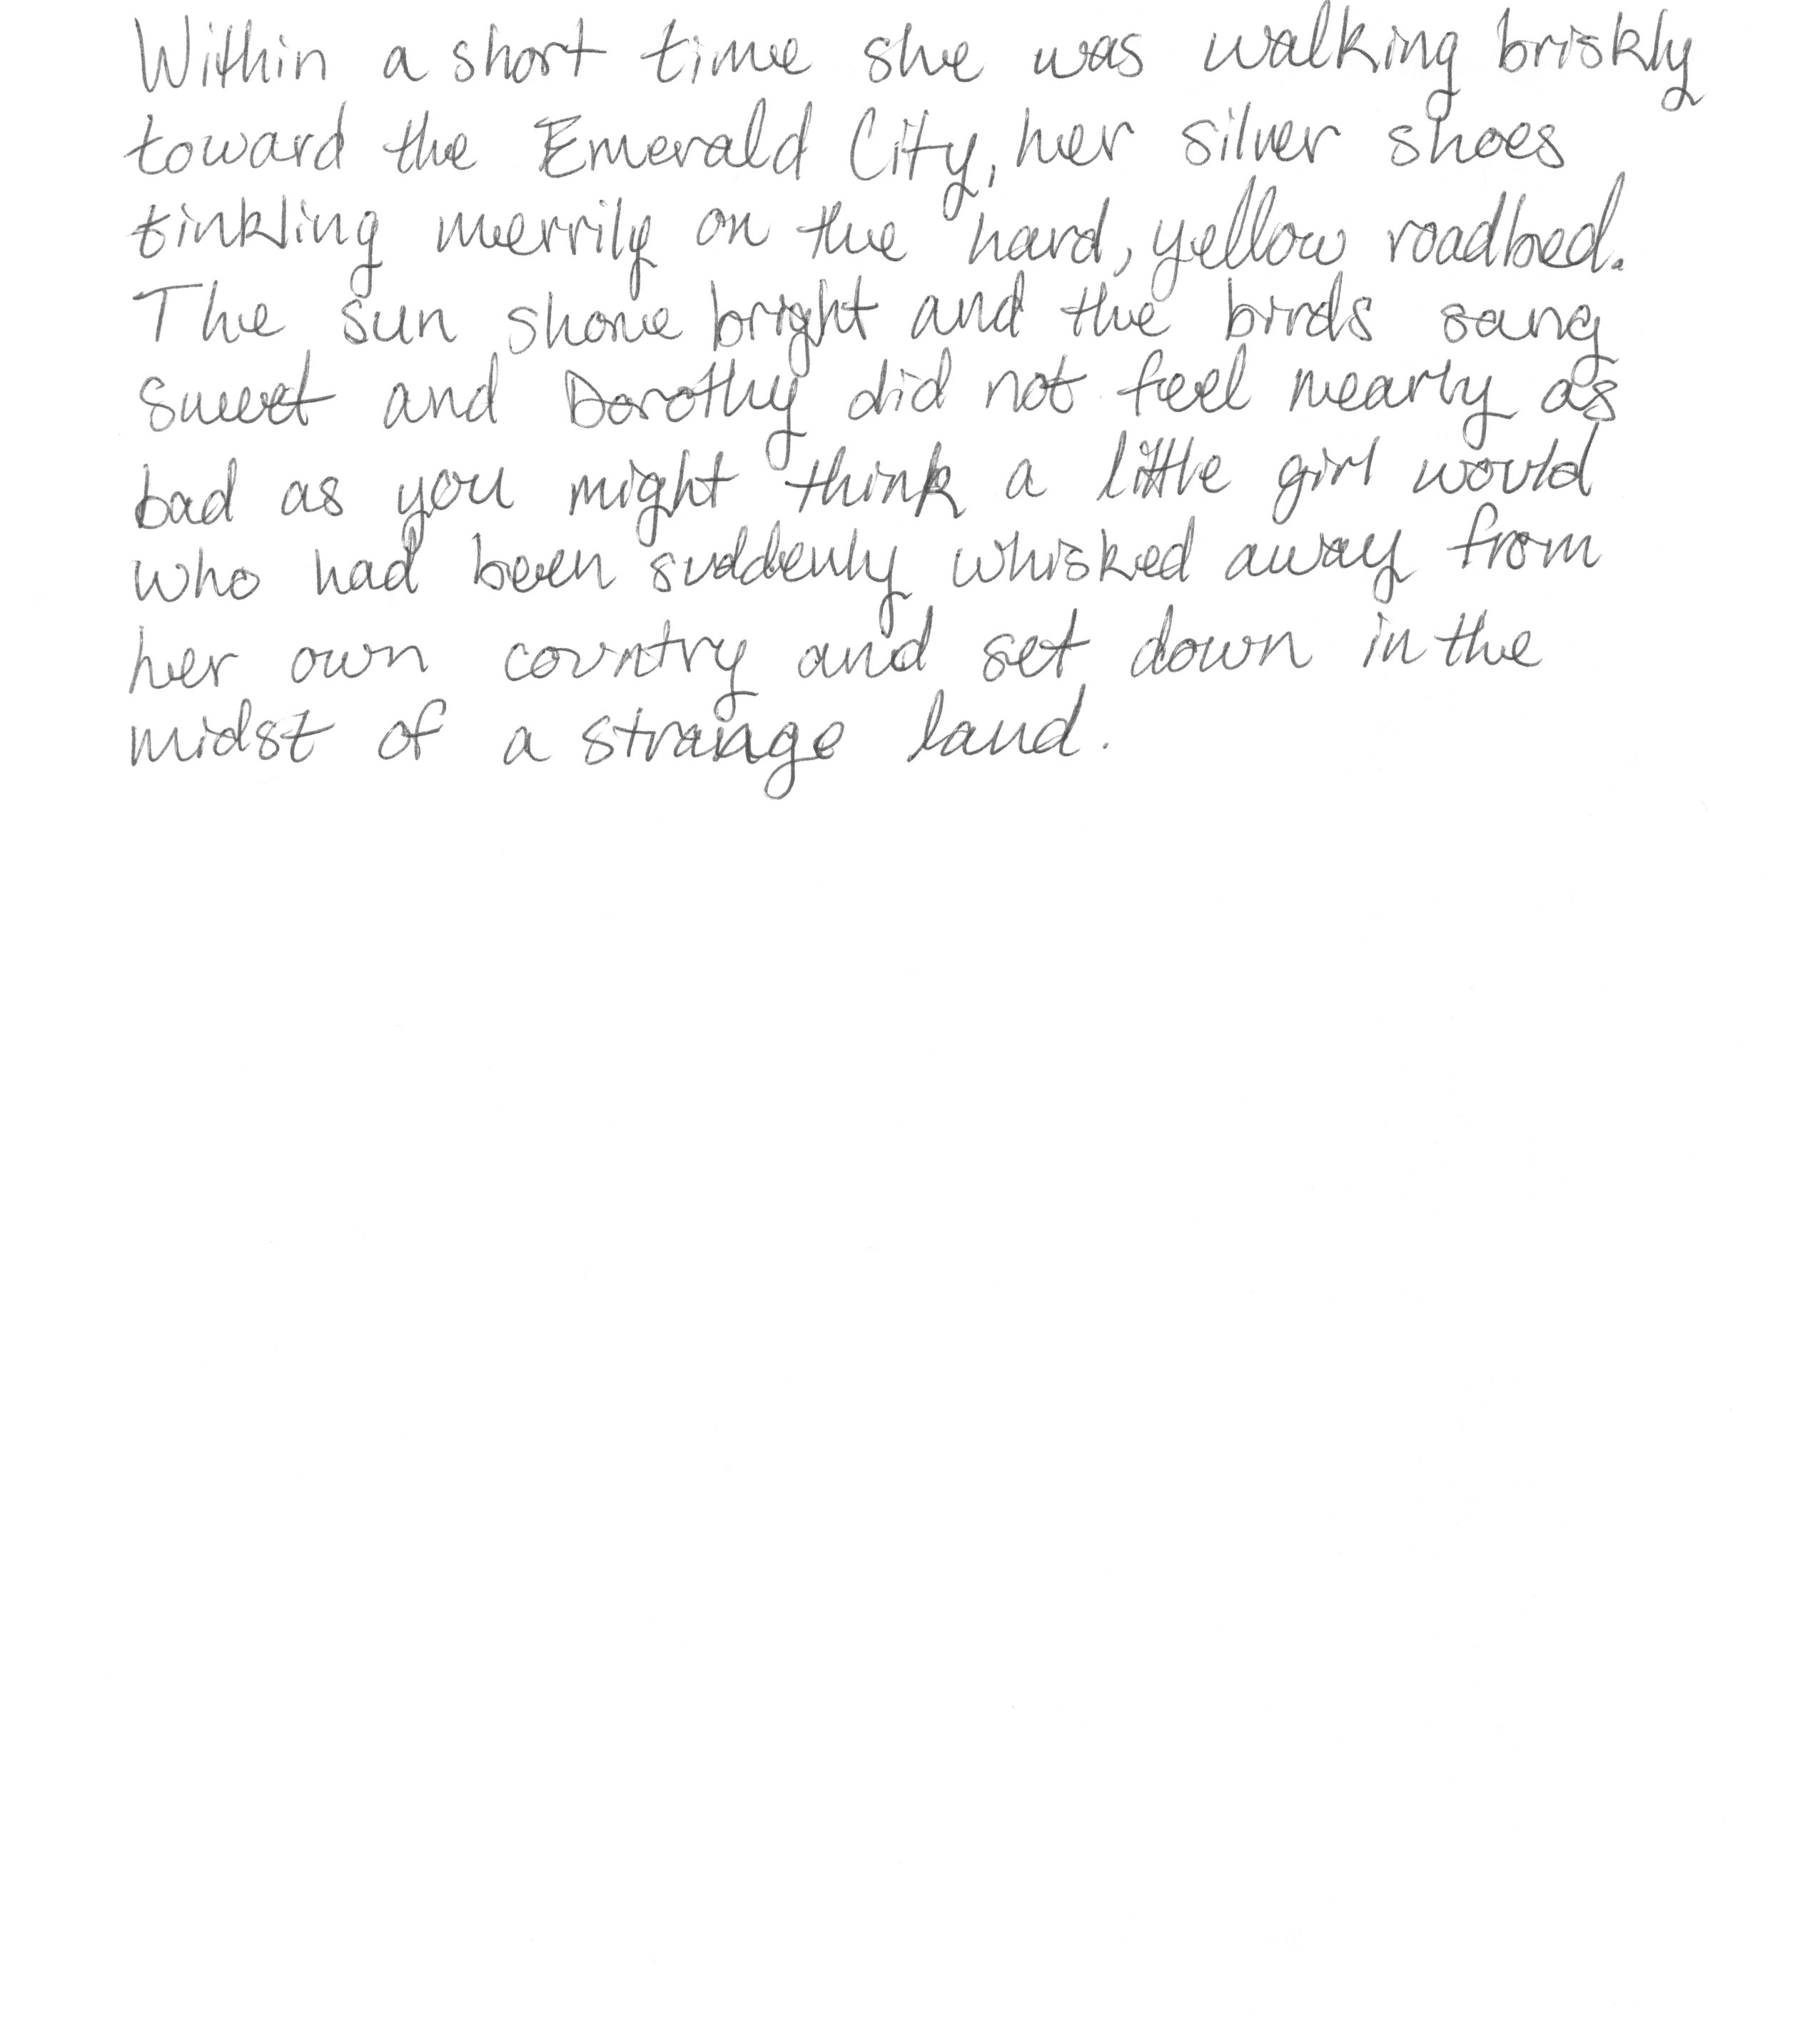 Within a short time she was walking briskly
toward the Emerald City, her silver shoes
tinkling merrily on the hard, yellow roadbed.
The sun shone bright and the birds sang
sweet and Dorothy did not feel nearly as
bad as you might think a little girl would
who had been suddenly whisked away from
her own country and set down in the
midst of a strange land.